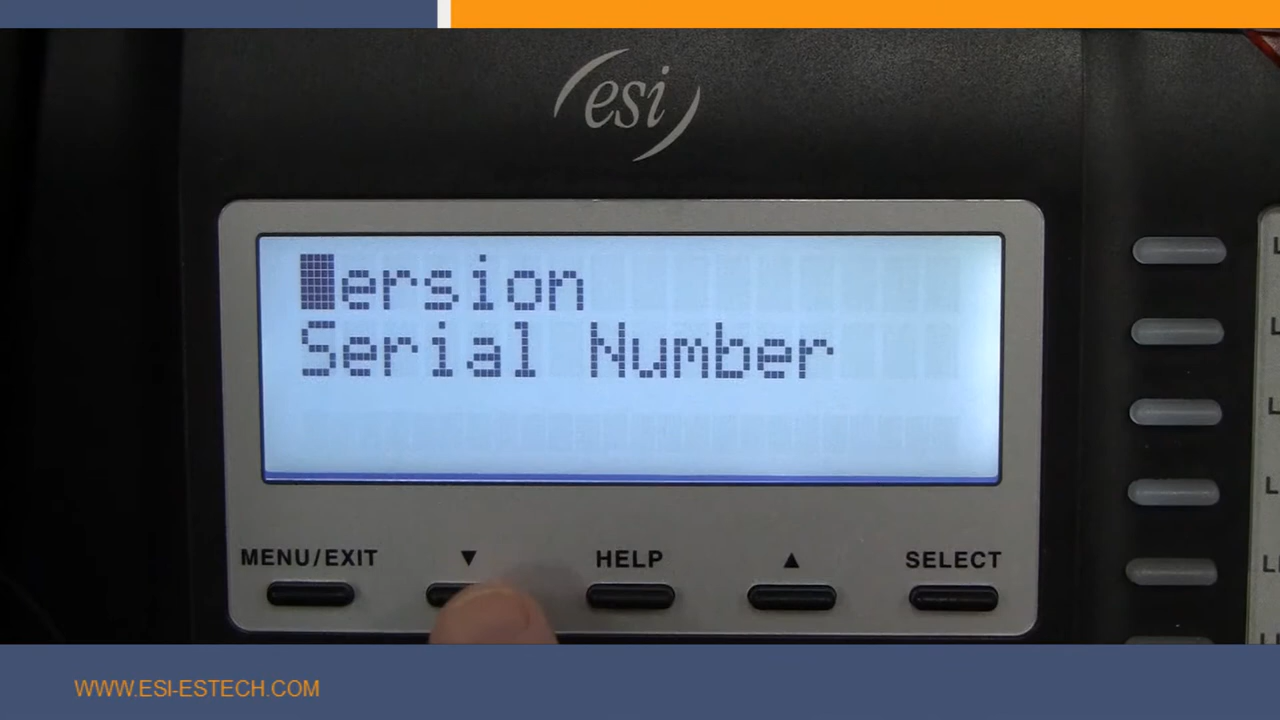 esi
Version
Serial Number
MENU/EXIT ▼ HELP ▲ SELECT
WWW.ESI-ESTECH.COM